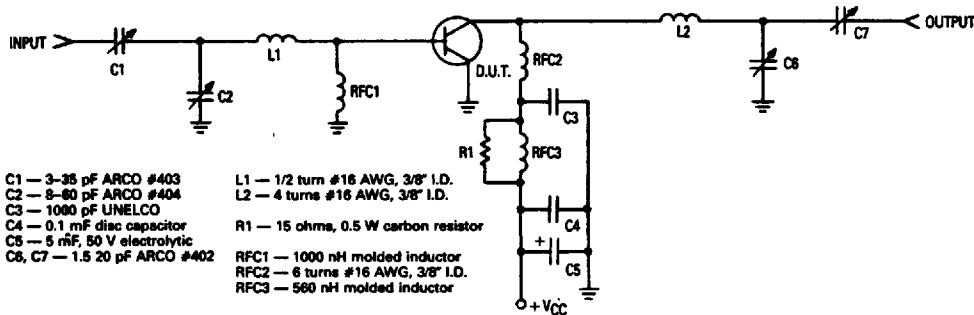 INPUT
C1
C2
L1
RFC1
D.U.T.
RFC2
C3
R1
RFC3
C4
+
C5
+ VCC
L2
C6
C7
OUTPUT
C1 — 3–35 pF ARCO #403
C2 — 8–60 pF ARCO #404
C3 — 1000 pF UNELCO
C4 — 0.1 mF disc capacitor
C5 — 5 mF, 50 V electrolytic
C6, C7 — 1.5 20 pF ARCO #402
L1 — 1/2 turn #16 AWG, 3/8" I.D.
L2 — 4 turns #16 AWG, 3/8" I.D.
R1 — 15 ohms, 0.5 W carbon resistor
RFC1 — 1000 nH molded inductor
RFC2 — 6 turns #16 AWG, 3/8" I.D.
RFC3 — 560 nH molded inductor